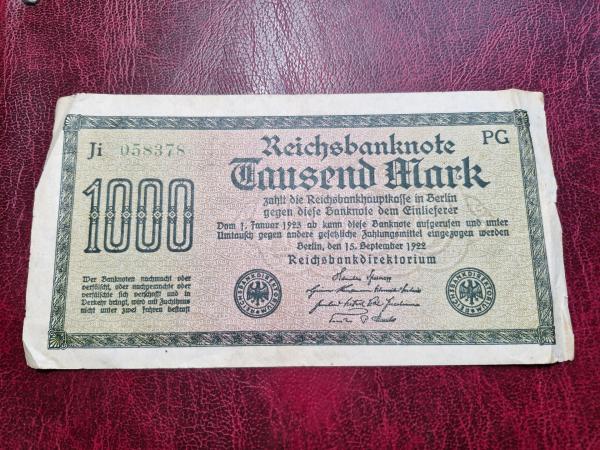 Ji 058378
Reichsbanknote
PG
Tausend Mark
1000
zahlt die Reichsbankhauptkasse in Berlin
gegen diese Banknote dem Einlieferer
Vom 1. Januar 1923 ab kann diese Banknote aufgerufen und unter
Umtausch gegen andere gesetzliche Zahlungsmittel eingezogen werden
Berlin, den 15. September 1922
Reichsbankdirektorium
Wer Banknoten nachmacht oder
verfälscht, oder nachgemachte oder
verfälschte sich verschafft und in
Verkehr bringt, wird mit Zuchthaus
nicht unter zwei Jahren bestraft
REICHSBANKDIREKTORIUM
REICHSBANKDIREKTORIUM